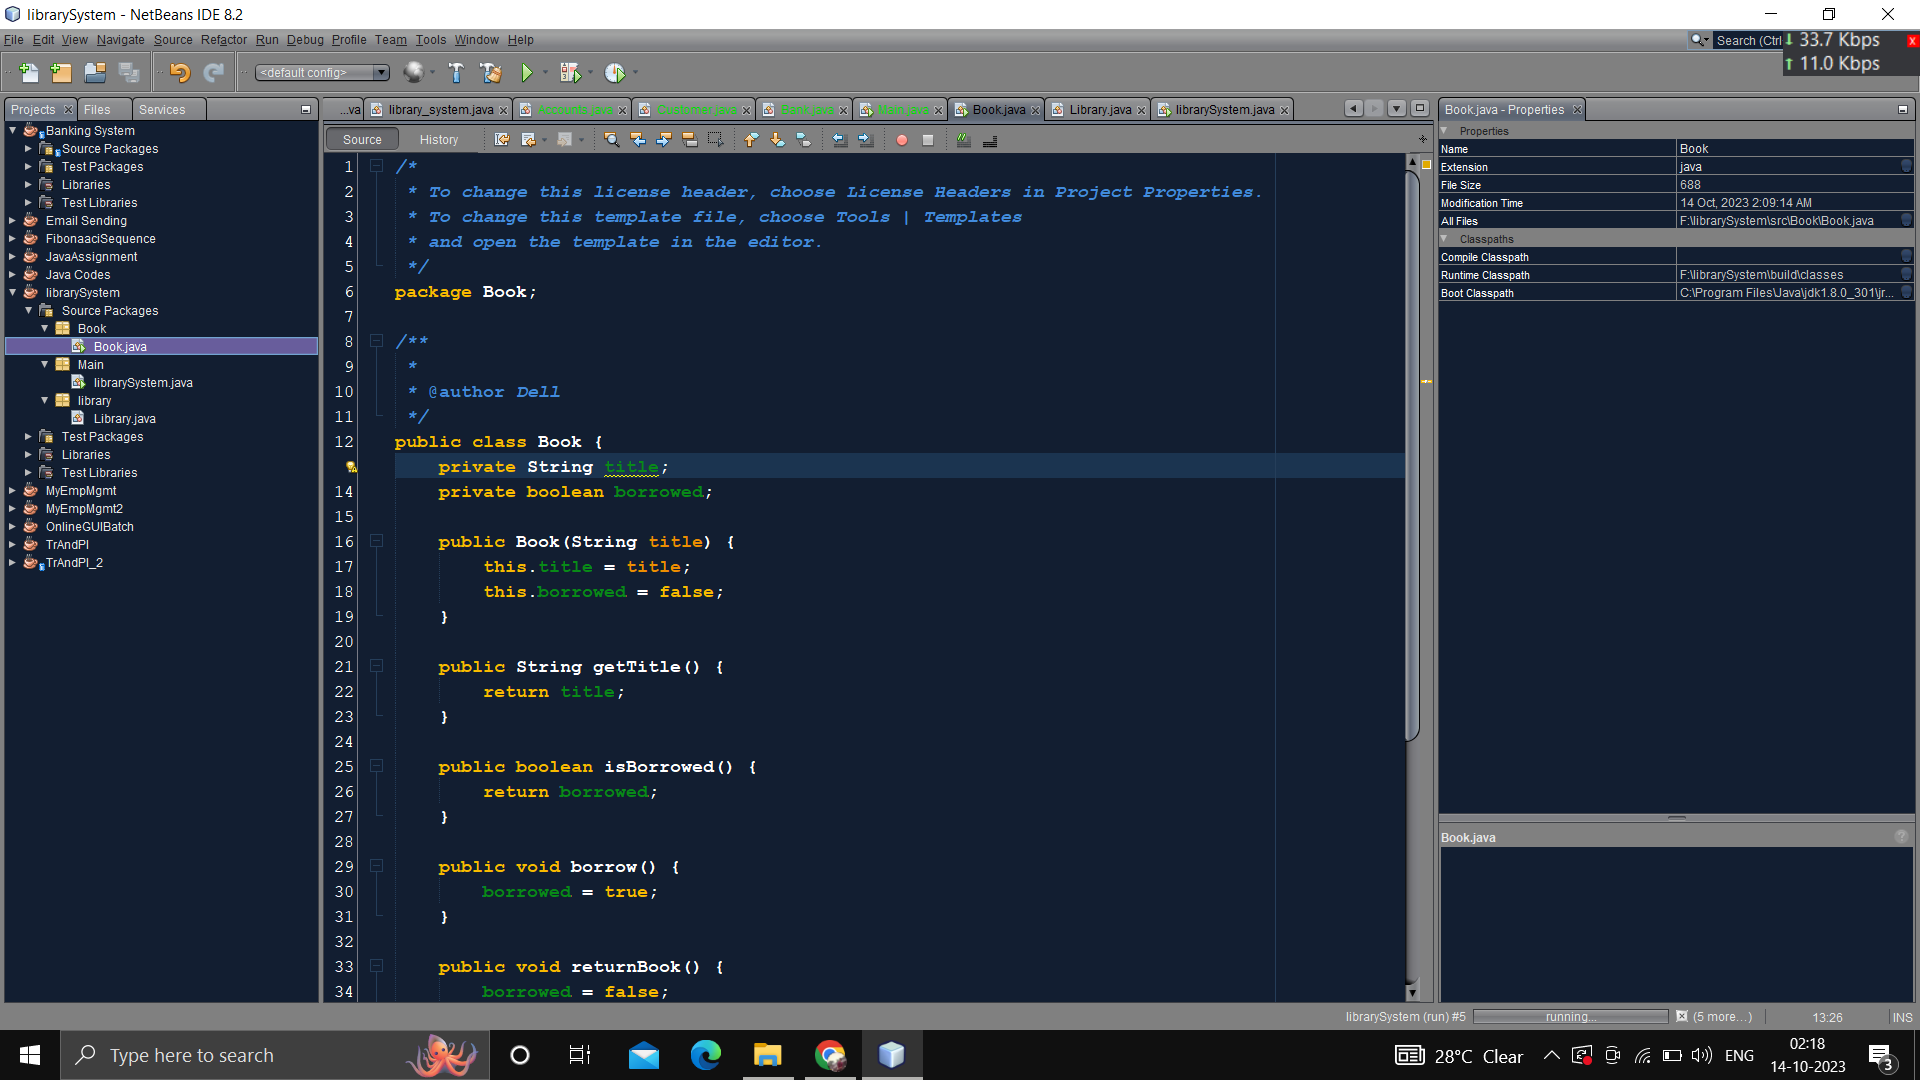 librarySystem - NetBeans IDE 8.2
File Edit View Navigate Source Refactor Run Debug Profile Team Tools Window Help
Search (Ctrl
33.7 Kbps
11.0 Kbps
<default config>
Projects Files Services
...va library_system.java Accounts.java Customer.java Bank.java Main.java Book.java Library.java librarySystem.java
Source History
Banking System
Source Packages
Test Packages
Libraries
Test Libraries
Email Sending
FibonaaciSequence
JavaAssignment
Java Codes
librarySystem
Source Packages
Book
Book.java
Main
librarySystem.java
library
Library.java
Test Packages
Libraries
Test Libraries
MyEmpMgmt
MyEmpMgmt2
OnlineGUIBatch
TrAndPI
TrAndPI_2
1 /*
2 * To change this license header, choose License Headers in Project Properties.
3 * To change this template file, choose Tools | Templates
4 * and open the template in the editor.
5 */
6 package Book;
7
8 /**
9 *
10 * @author Dell
11 */
12 public class Book {
private String title;
14 private boolean borrowed;
15
16 public Book(String title) {
17 this.title = title;
18 this.borrowed = false;
19 }
20
21 public String getTitle() {
22 return title;
23 }
24
25 public boolean isBorrowed() {
26 return borrowed;
27 }
28
29 public void borrow() {
30 borrowed = true;
31 }
32
33 public void returnBook() {
34 borrowed = false;
Book.java - Properties
Properties
Name Book
Extension java
File Size 688
Modification Time 14 Oct, 2023 2:09:14 AM
All Files F:\librarySystem\src\Book\Book.java
Classpaths
Compile Classpath
Runtime Classpath F:\librarySystem\build\classes
Boot Classpath C:\Program Files\Java\jdk1.8.0_301\jr...
Book.java
librarySystem (run) #5 running... (5 more...) 13:26 INS
Type here to search
28°C Clear
ENG
02:18
14-10-2023
3